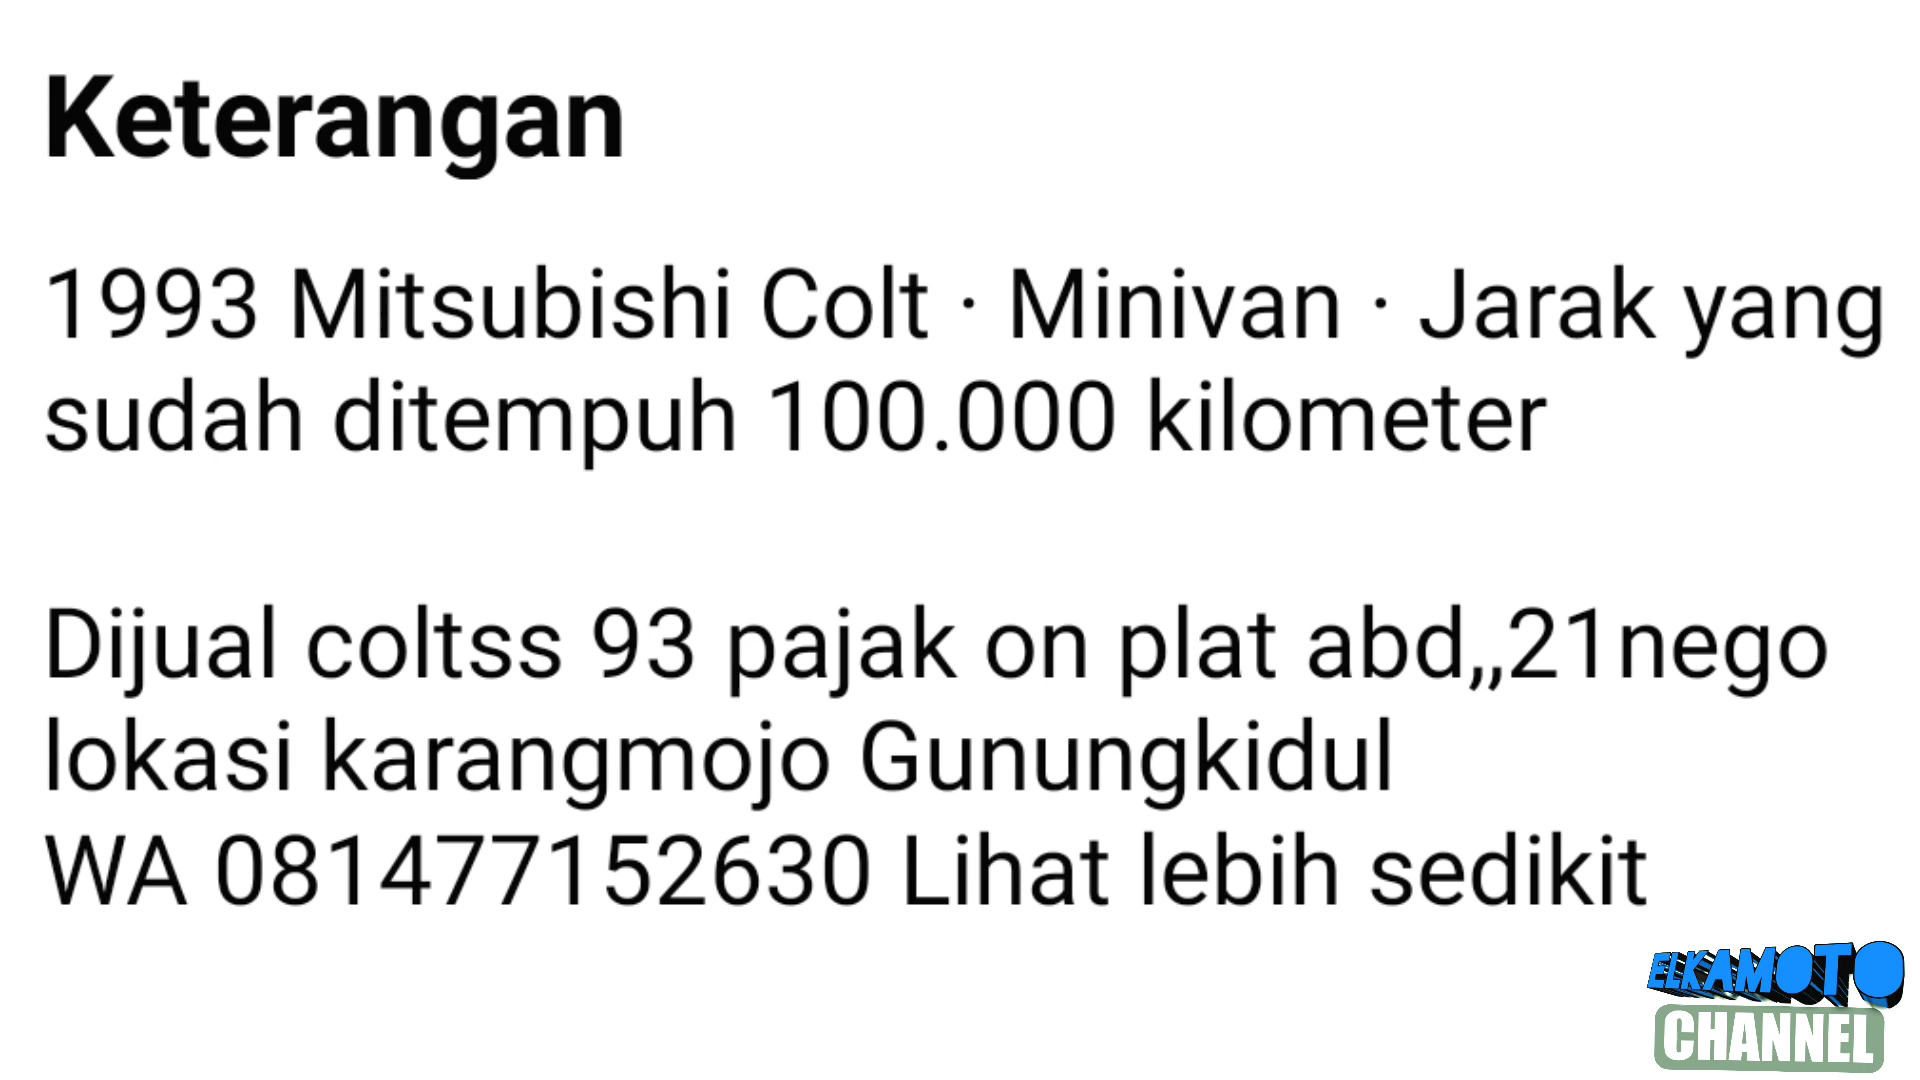 Keterangan
1993 Mitsubishi Colt · Minivan · Jarak yang
sudah ditempuh 100.000 kilometer
Dijual coltss 93 pajak on plat abd,,21nego
lokasi karangmojo Gunungkidul
WA 081477152630 Lihat lebih sedikit
ELKAMOTO
CHANNEL